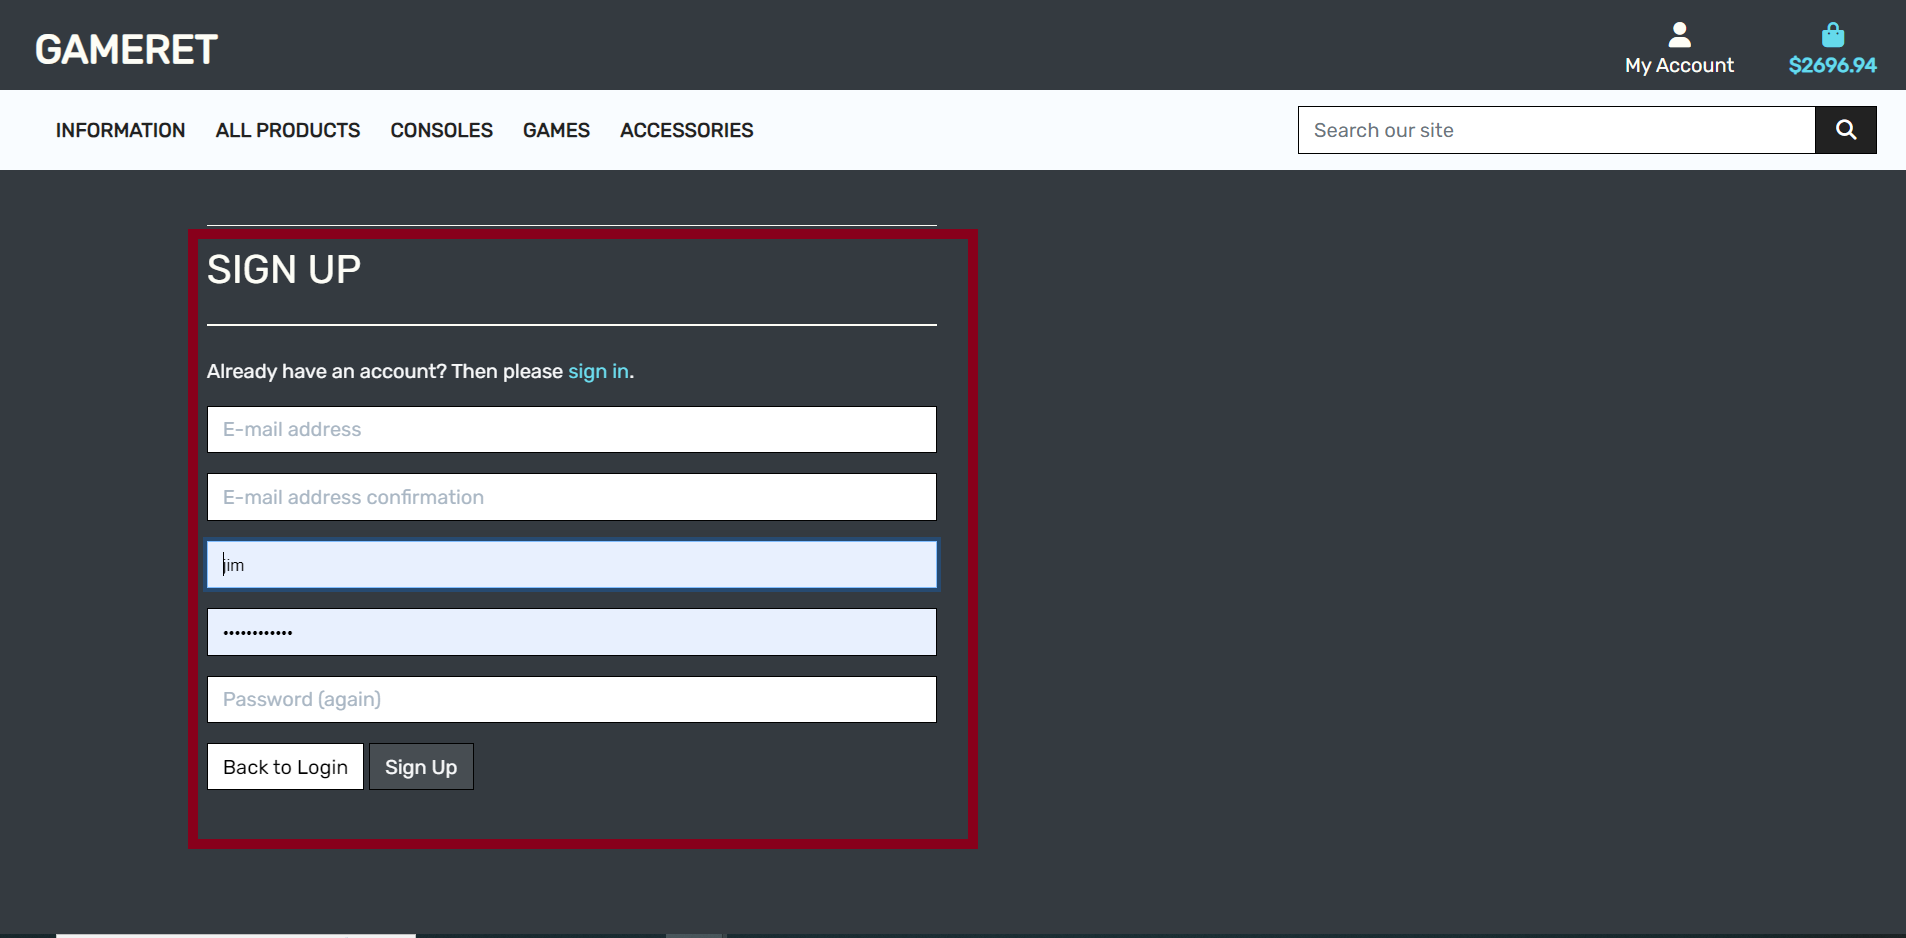 GAMERET
My Account
$2696.94
INFORMATION ALL PRODUCTS CONSOLES GAMES ACCESSORIES
Search our site
SIGN UP
Already have an account? Then please sign in.
E-mail address
E-mail address confirmation
jim
••••••••••••
Password (again)
Back to Login Sign Up